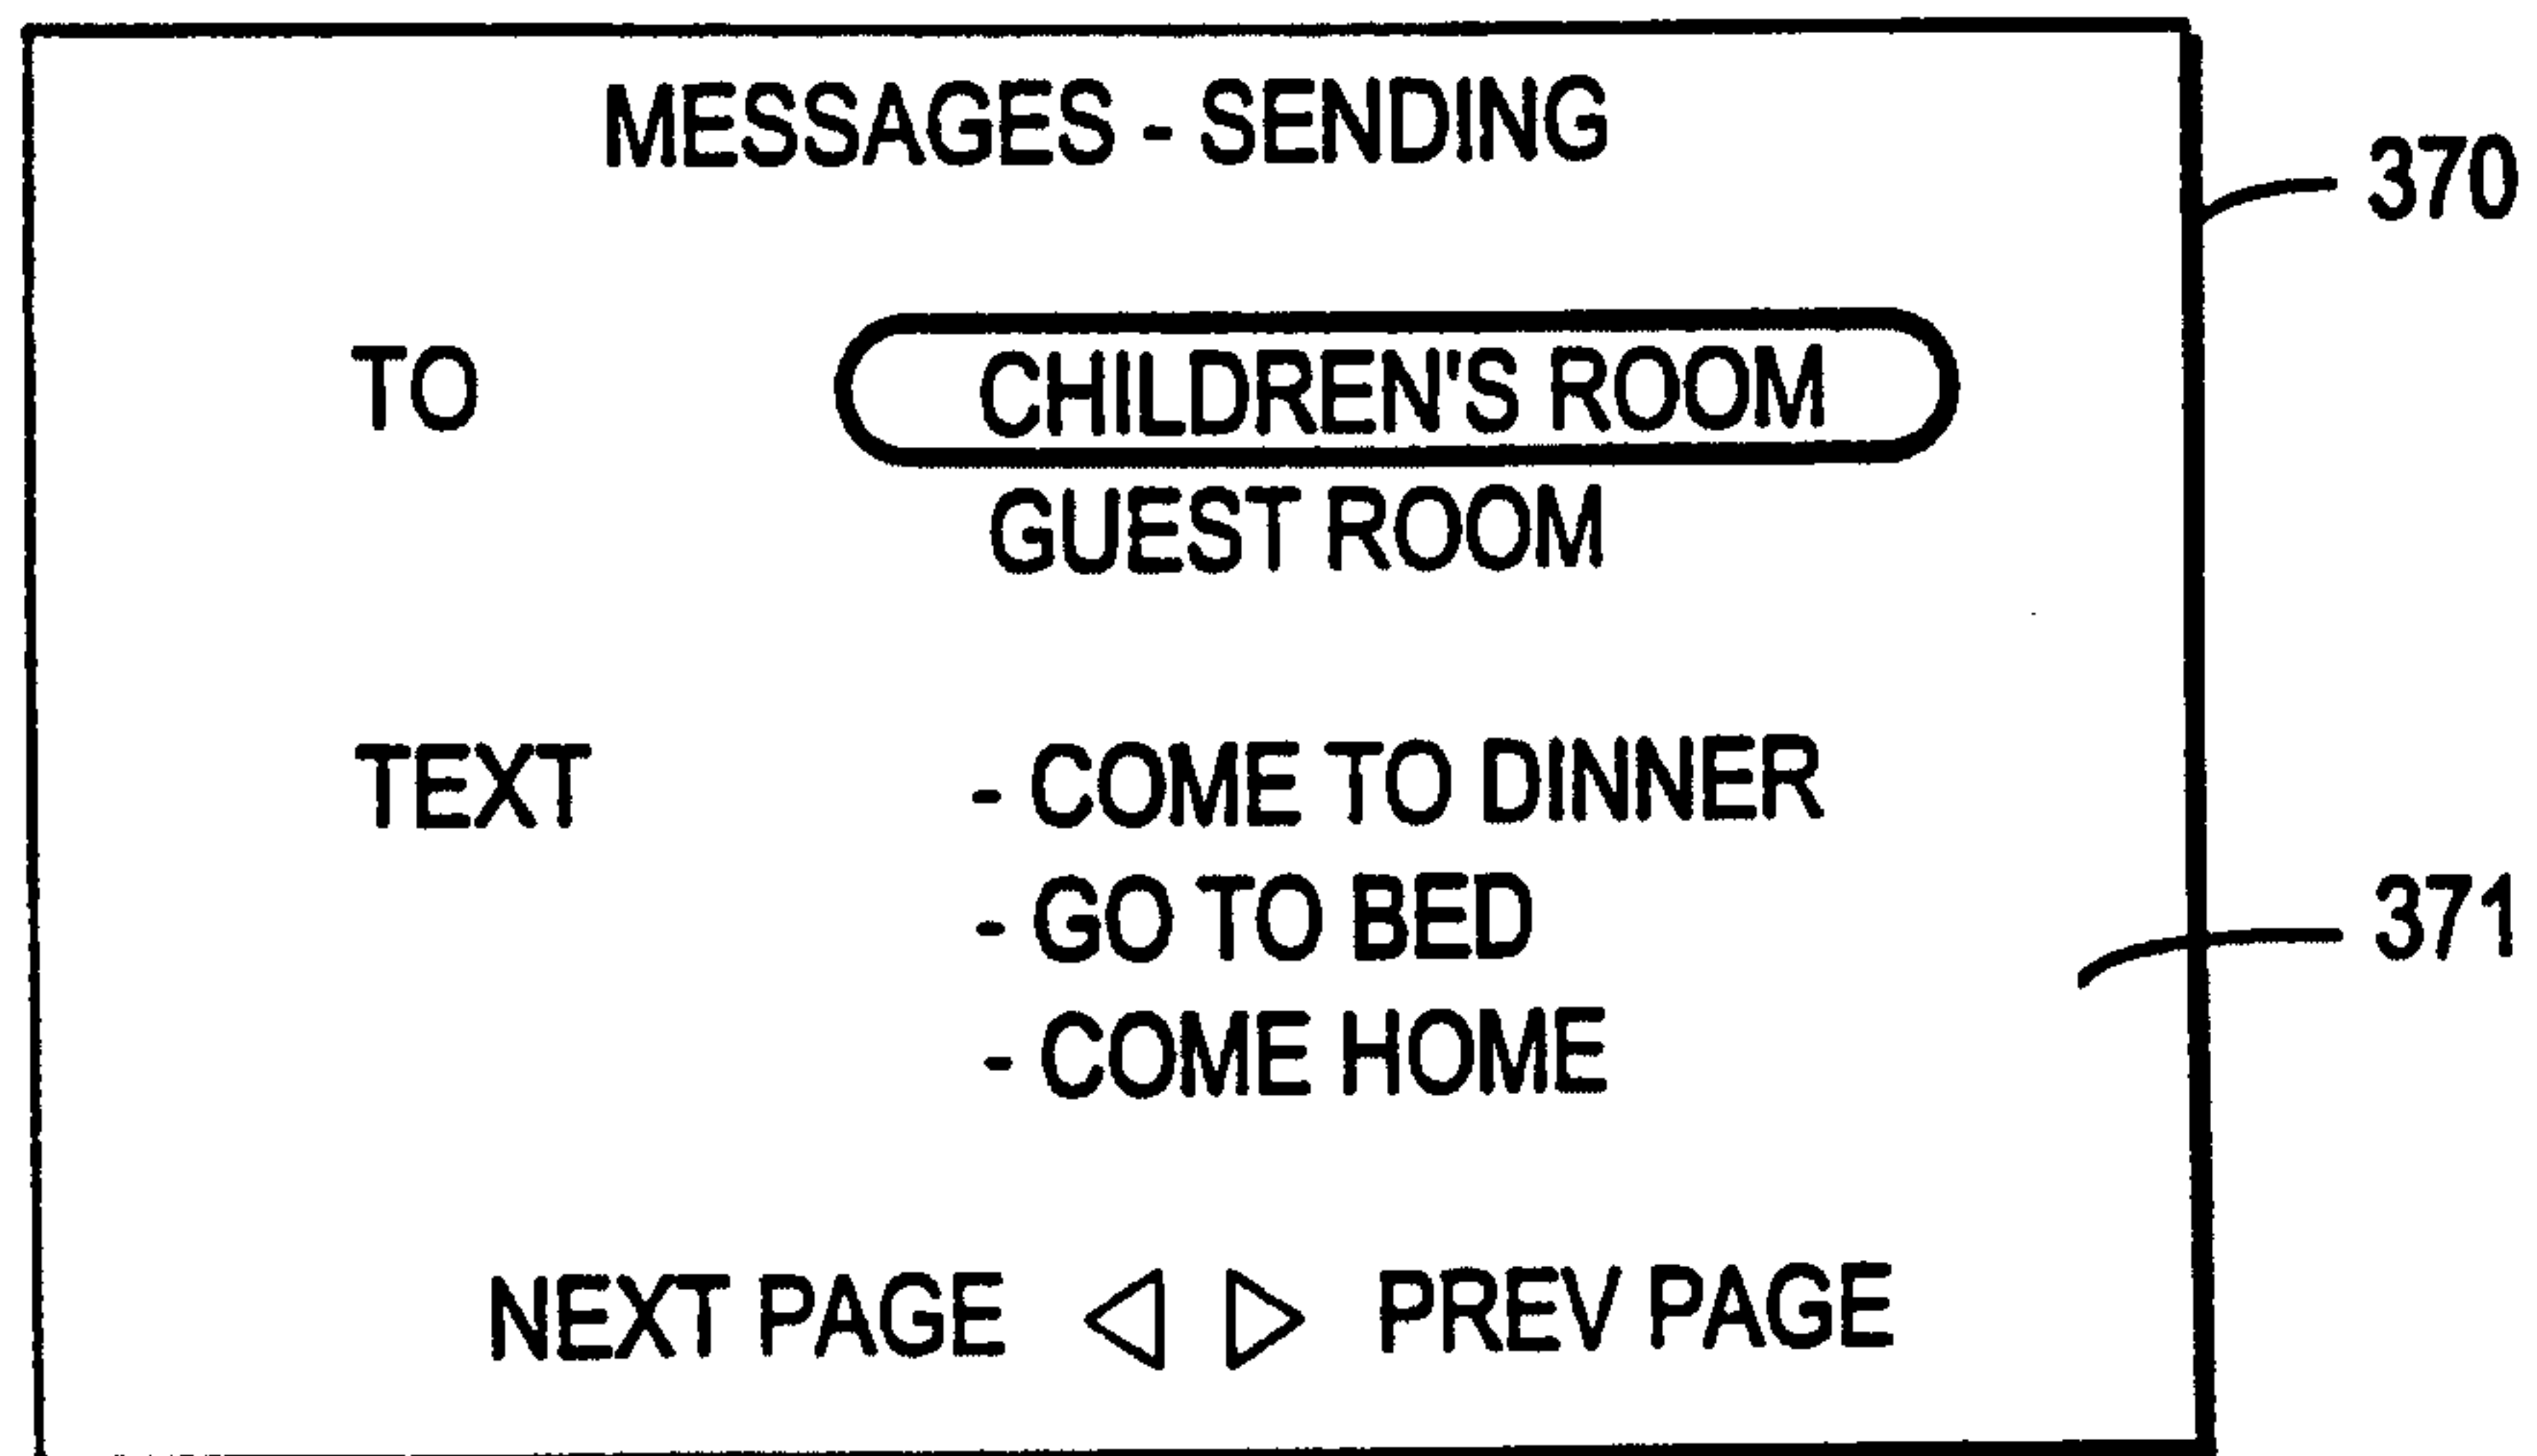 MESSAGES - SENDING
370
TO CHILDREN'S ROOM
GUEST ROOM
TEXT - COME TO DINNER
- GO TO BED
371
- COME HOME
NEXT PAGE ◁ ▷ PREV PAGE